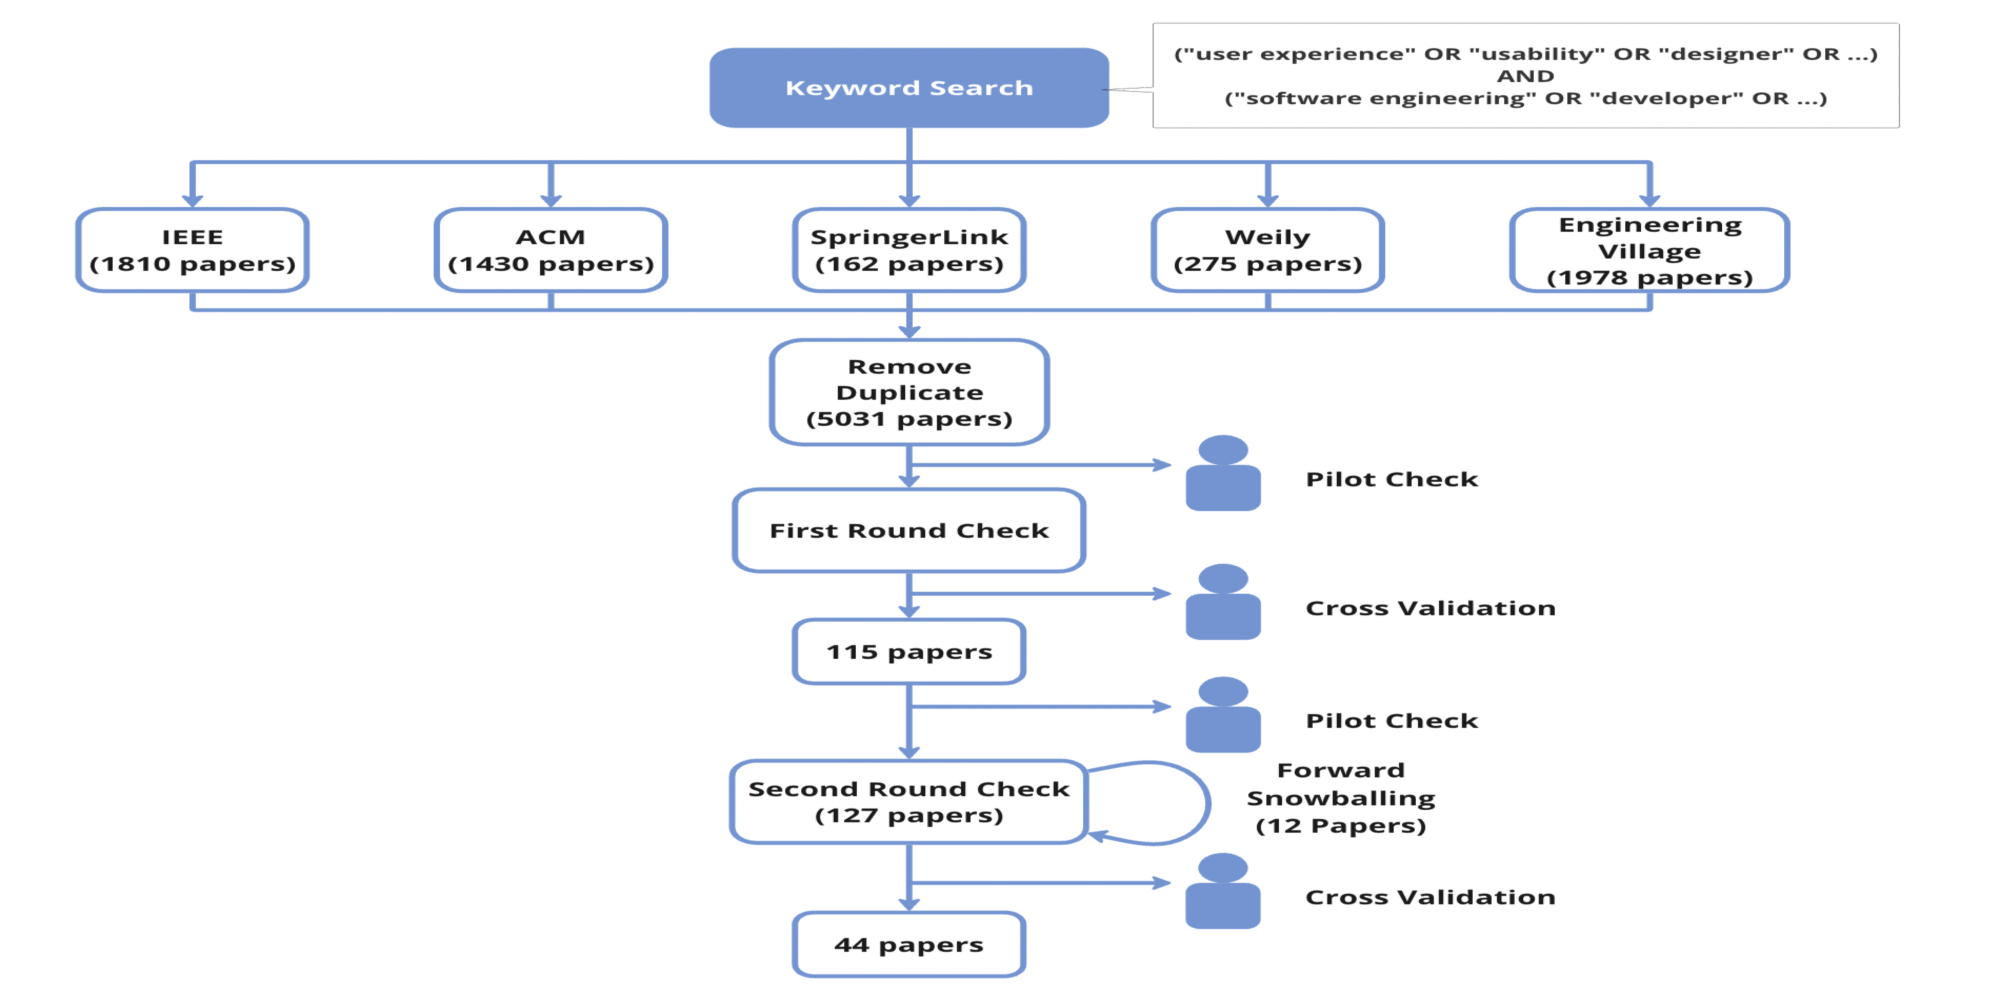 Keyword Search
("user experience" OR "usability" OR "designer" OR ...)
AND
("software engineering" OR "developer" OR ...)
IEEE
(1810 papers)
ACM
(1430 papers)
SpringerLink
(162 papers)
Weily
(275 papers)
Engineering
Village
(1978 papers)
Remove
Duplicate
(5031 papers)
Pilot Check
First Round Check
Cross Validation
115 papers
Pilot Check
Second Round Check
(127 papers)
Forward
Snowballing
(12 Papers)
Cross Validation
44 papers